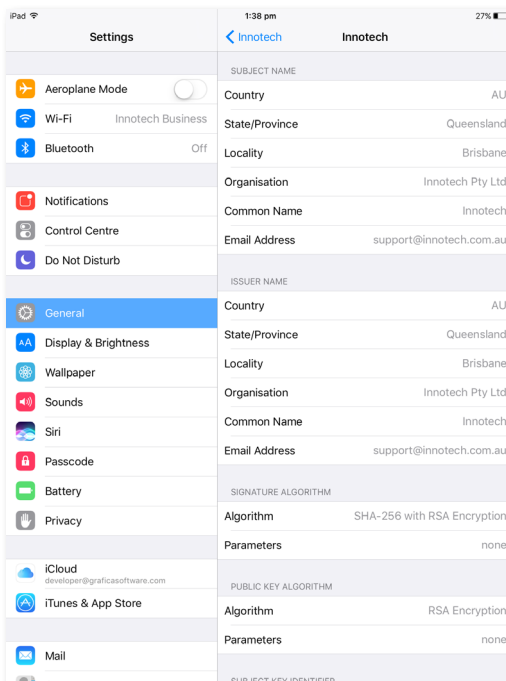 iPad
1:38 pm
27%
Settings
Innotech
Innotech
Aeroplane Mode
Wi-Fi
Innotech Business
Bluetooth
Off
Notifications
Control Centre
Do Not Disturb
General
AA
Display & Brightness
Wallpaper
Sounds
Siri
Passcode
Battery
Privacy
iCloud
developer@graficasoftware.com
iTunes & App Store
Mail
SUBJECT NAME
Country
AU
State/Province
Queensland
Locality
Brisbane
Organisation
Innotech Pty Ltd
Common Name
Innotech
Email Address
support@innotech.com.au
ISSUER NAME
Country
AU
State/Province
Queensland
Locality
Brisbane
Organisation
Innotech Pty Ltd
Common Name
Innotech
Email Address
support@innotech.com.au
SIGNATURE ALGORITHM
Algorithm
SHA-256 with RSA Encryption
Parameters
none
PUBLIC KEY ALGORITHM
Algorithm
RSA Encryption
Parameters
none
SUBJECT KEY IDENTIFIER